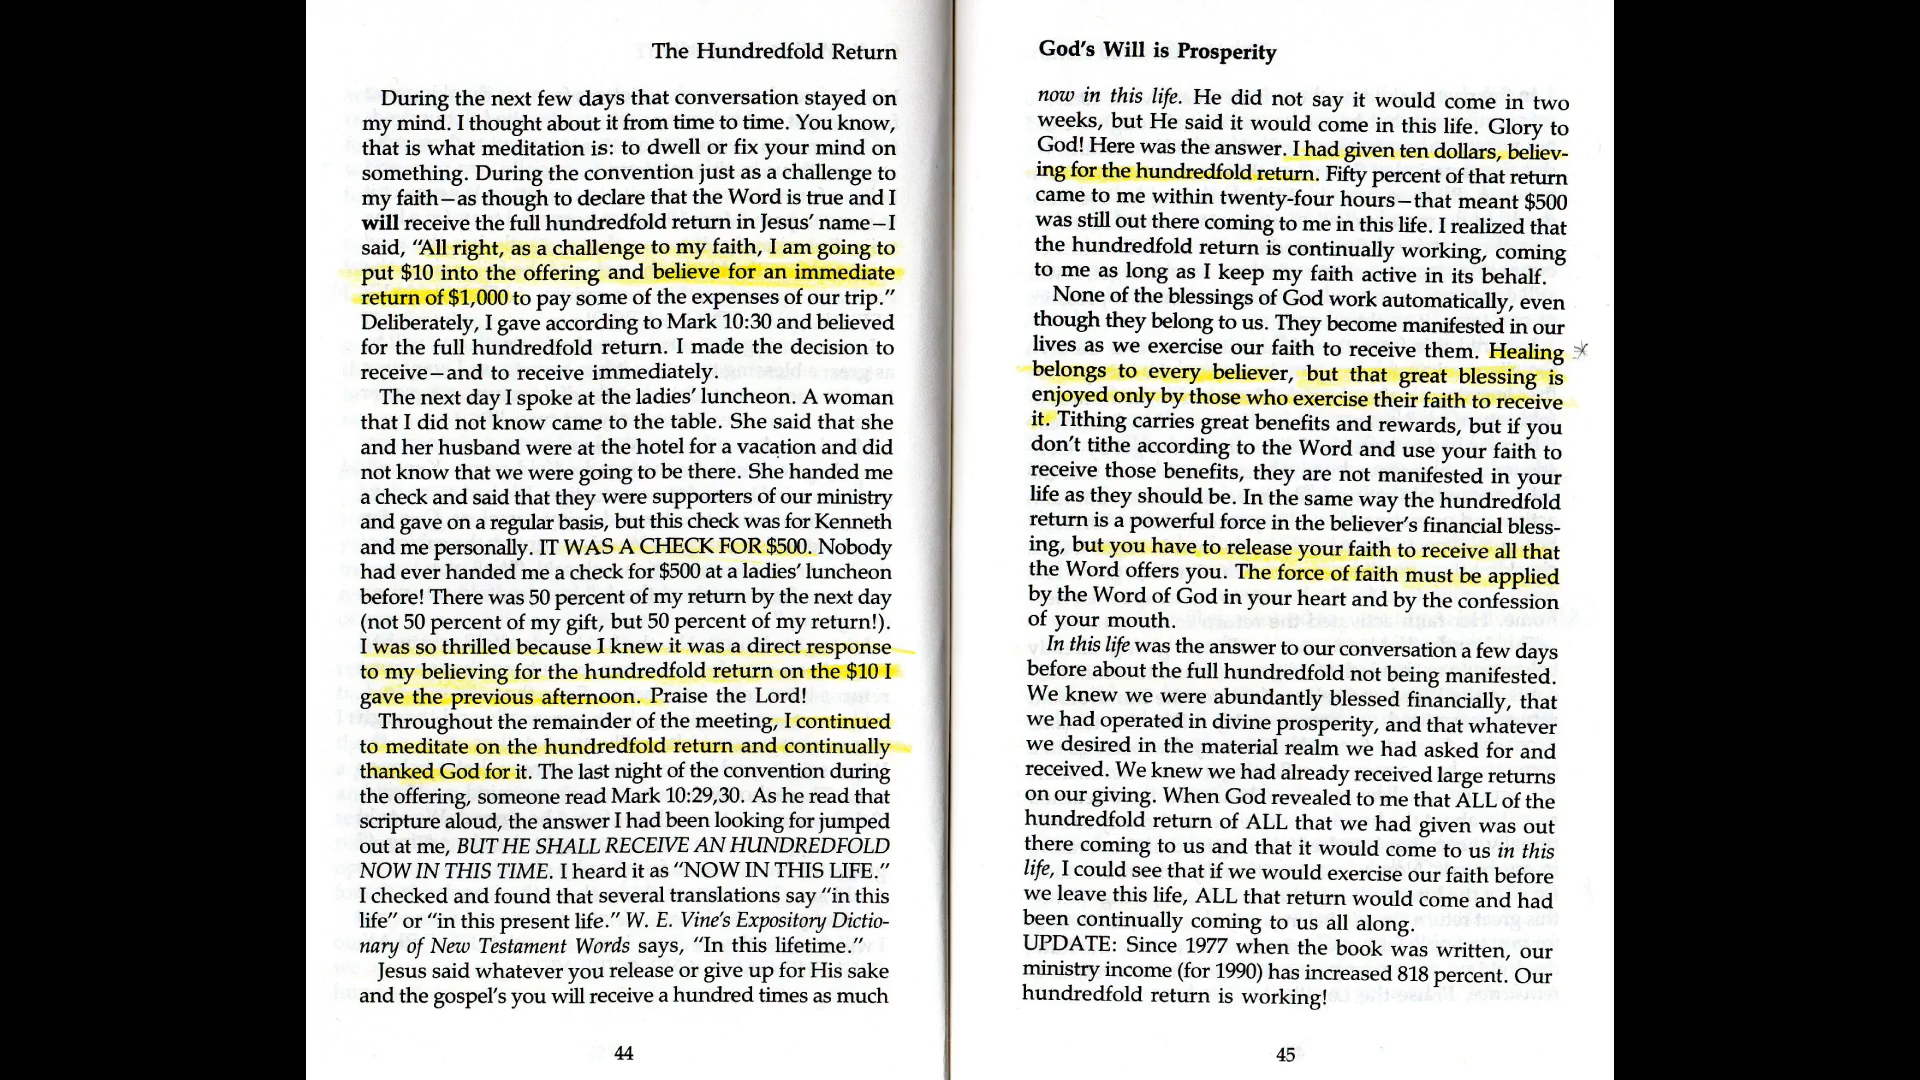 The Hundredfold Return
During the next few days that conversation stayed on
my mind. I thought about it from time to time. You know,
that is what meditation is: to dwell or fix your mind on
something. During the convention just as a challenge to
my faith—as though to declare that the Word is true and I
will receive the full hundredfold return in Jesus' name—I
said, "All right, as a challenge to my faith, I am going to
put $10 into the offering and believe for an immediate
return of $1,000 to pay some of the expenses of our trip."
Deliberately, I gave according to Mark 10:30 and believed
for the full hundredfold return. I made the decision to
receive—and to receive immediately.
The next day I spoke at the ladies' luncheon. A woman
that I did not know came to the table. She said that she
and her husband were at the hotel for a vacation and did
not know that we were going to be there. She handed me
a check and said that they were supporters of our ministry
and gave on a regular basis, but this check was for Kenneth
and me personally. IT WAS A CHECK FOR $500. Nobody
had ever handed me a check for $500 at a ladies' luncheon
before! There was 50 percent of my return by the next day
(not 50 percent of my gift, but 50 percent of my return!).
I was so thrilled because I knew it was a direct response
to my believing for the hundredfold return on the $10 I
gave the previous afternoon. Praise the Lord!
Throughout the remainder of the meeting, I continued
to meditate on the hundredfold return and continually
thanked God for it. The last night of the convention during
the offering, someone read Mark 10:29,30. As he read that
scripture aloud, the answer I had been looking for jumped
out at me, BUT HE SHALL RECEIVE AN HUNDREDFOLD
NOW IN THIS TIME. I heard it as "NOW IN THIS LIFE."
I checked and found that several translations say "in this
life" or "in this present life." W. E. Vine's Expository Dictio-
nary of New Testament Words says, "In this lifetime."
Jesus said whatever you release or give up for His sake
and the gospel's you will receive a hundred times as much
44
God's Will is Prosperity
now in this life. He did not say it would come in two
weeks, but He said it would come in this life. Glory to
God! Here was the answer. I had given ten dollars, believ-
ing for the hundredfold return. Fifty percent of that return
came to me within twenty-four hours—that meant $500
was still out there coming to me in this life. I realized that
the hundredfold return is continually working, coming
to me as long as I keep my faith active in its behalf.
None of the blessings of God work automatically, even
though they belong to us. They become manifested in our
lives as we exercise our faith to receive them. Healing *
belongs to every believer, but that great blessing is
enjoyed only by those who exercise their faith to receive
it. Tithing carries great benefits and rewards, but if you
don't tithe according to the Word and use your faith to
receive those benefits, they are not manifested in your
life as they should be. In the same way the hundredfold
return is a powerful force in the believer's financial bless-
ing, but you have to release your faith to receive all that
the Word offers you. The force of faith must be applied
by the Word of God in your heart and by the confession
of your mouth.
In this life was the answer to our conversation a few days
before about the full hundredfold not being manifested.
We knew we were abundantly blessed financially, that
we had operated in divine prosperity, and that whatever
we desired in the material realm we had asked for and
received. We knew we had already received large returns
on our giving. When God revealed to me that ALL of the
hundredfold return of ALL that we had given was out
there coming to us and that it would come to us in this
life, I could see that if we would exercise our faith before
we leave this life, ALL that return would come and had
been continually coming to us all along.
UPDATE: Since 1977 when the book was written, our
ministry income (for 1990) has increased 818 percent. Our
hundredfold return is working!
45